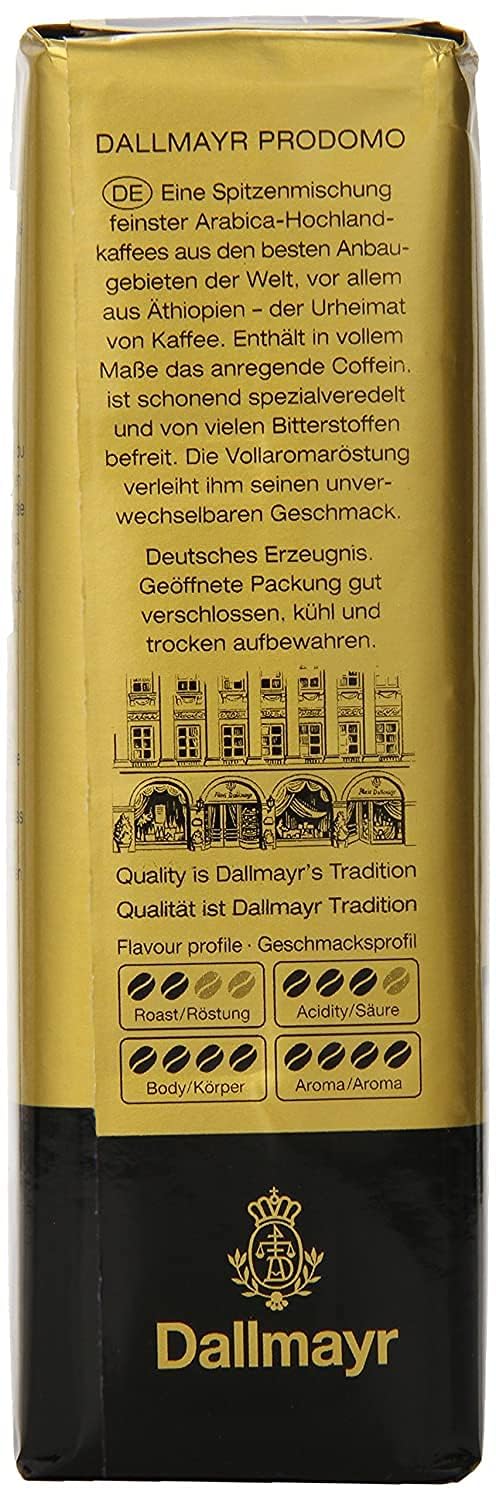 DALLMAYR PRODOMO
DE Eine Spitzenmischung
feinster Arabica-Hochland-
kaffees aus den besten Anbau-
gebieten der Welt, vor allem
aus Äthiopien – der Urheimat
von Kaffee. Enthält in vollem
Maße das anregende Coffein,
ist schonend spezialveredelt
und von vielen Bitterstoffen
befreit. Die Vollaromaröstung
verleiht ihm seinen unver-
wechselbaren Geschmack.
Deutsches Erzeugnis.
Geöffnete Packung gut
verschlossen, kühl und
trocken aufbewahren.
Alois Dallmayr Alois Dallmayr
Quality is Dallmayr's Tradition
Qualität ist Dallmayr Tradition
Flavour profile · Geschmacksprofil
Roast/Röstung
Acidity/Säure
Body/Körper
Aroma/Aroma
Dallmayr